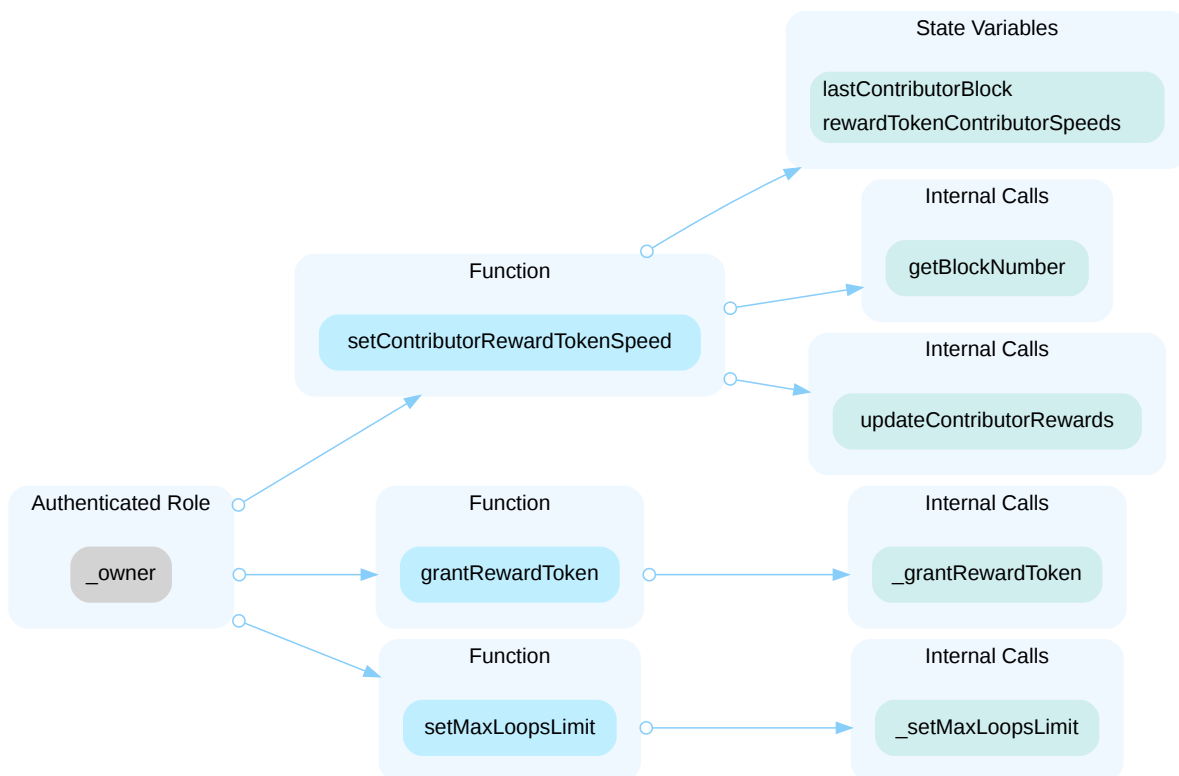 State Variables
lastContributorBlock
rewardTokenContributorSpeeds
Internal Calls
getBlockNumber
Function
setContributorRewardTokenSpeed
Internal Calls
updateContributorRewards
Authenticated Role
_owner
Function
grantRewardToken
Internal Calls
_grantRewardToken
Function
setMaxLoopsLimit
Internal Calls
_setMaxLoopsLimit